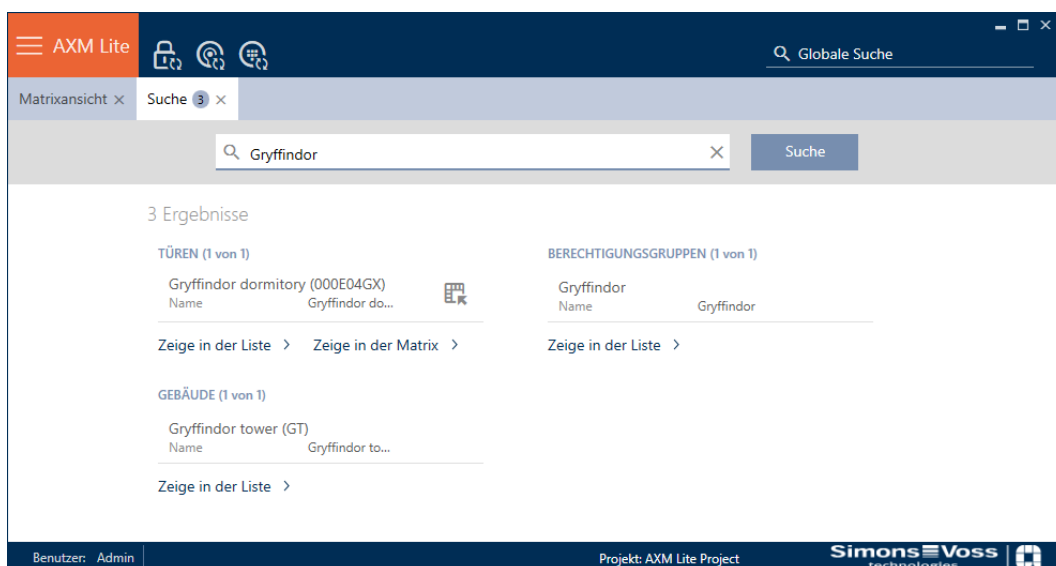 AXM Lite
Globale Suche
Matrixansicht
Suche 3
Gryffindor
Suche
3 Ergebnisse
TÜREN (1 von 1)
Gryffindor dormitory (000E04GX)
Name Gryffindor do...
Zeige in der Liste
Zeige in der Matrix
BERECHTIGUNGSGRUPPEN (1 von 1)
Gryffindor
Name Gryffindor
Zeige in der Liste
GEBÄUDE (1 von 1)
Gryffindor tower (GT)
Name Gryffindor to...
Zeige in der Liste
Benutzer: Admin
Projekt: AXM Lite Project
Simons Voss
technologies